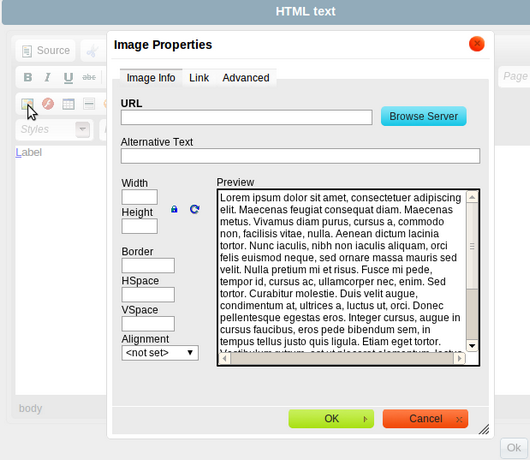 HTML text
Image Properties
Source
Image Info Link Advanced
B I U abc
Page
URL
Browse Server
Styles
Alternative Text
Label
Width
Preview
Height
Border
HSpace
VSpace
Alignment
<not set>
Lorem ipsum dolor sit amet, consectetuer adipiscing
elit. Maecenas feugiat consequat diam. Maecenas
metus. Vivamus diam purus, cursus a, commodo
non, facilisis vitae, nulla. Aenean dictum lacinia
tortor. Nunc iaculis, nibh non iaculis aliquam, orci
felis euismod neque, sed ornare massa mauris sed
velit. Nulla pretium mi et risus. Fusce mi pede,
tempor id, cursus ac, ullamcorper nec, enim. Sed
tortor. Curabitur molestie. Duis velit augue,
condimentum at, ultrices a, luctus ut, orci. Donec
pellentesque egestas eros. Integer cursus, augue in
cursus faucibus, eros pede bibendum sem, in
tempus tellus justo quis ligula. Etiam eget tortor.
body
OK
Cancel
Ok